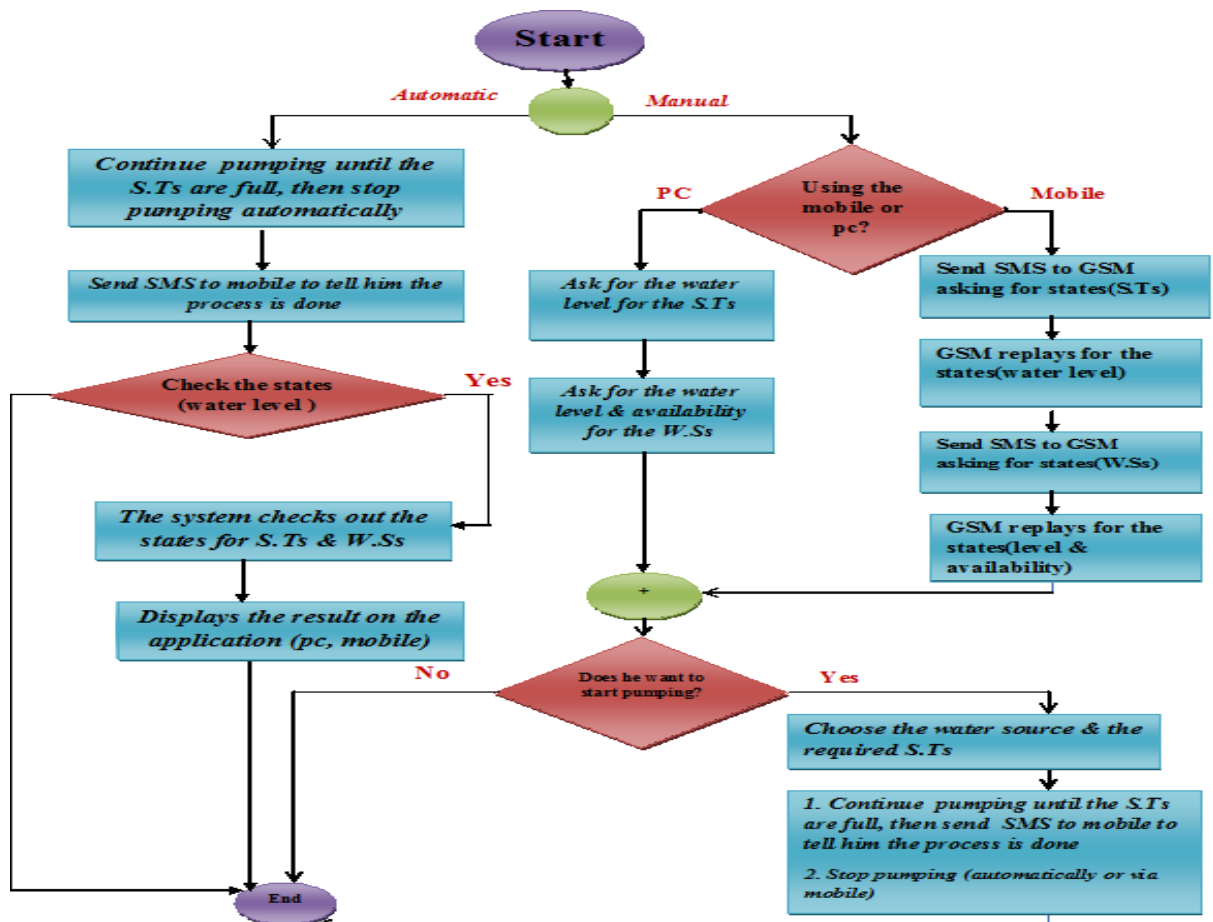 Start
Automatic
Manual
Continue pumping until the
S.Ts are full, then stop
pumping automatically
Send SMS to mobile to tell him the
process is done
Check the states
(water level )
Yes
The system checks out the
states for S.Ts & W.Ss
Displays the result on the
application (pc, mobile)
Using the
mobile or
pc?
PC
Mobile
Ask for the water
level for the S.Ts
Ask for the water
level & availability
for the W.Ss
Send SMS to GSM
asking for states(S.Ts)
GSM replays for the
states(water level)
Send SMS to GSM
asking for states(W.Ss)
GSM replays for the
states(level &
availability)
+
Does he want to
start pumping?
No
Yes
Choose the water source & the
required S.Ts
1. Continue pumping until the S.Ts
are full, then send SMS to mobile to
tell him the process is done
2. Stop pumping (automatically or via
mobile)
End